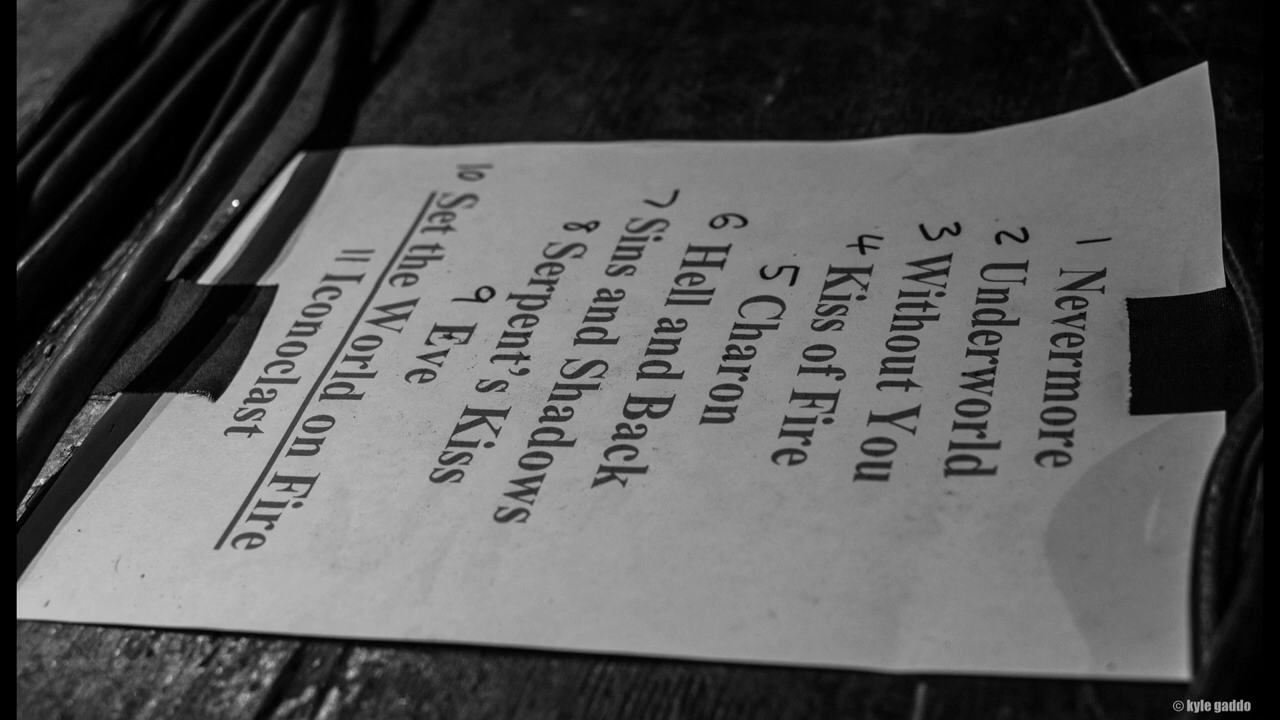 1 Nevermore
2 Underworld
3 Without You
4 Kiss of Fire
5 Charon
6 Hell and Back
7 Sins and Shadows
8 Serpent's Kiss
9 Eve
10 Set the World on Fire
11 Iconoclast
© kyle gaddo